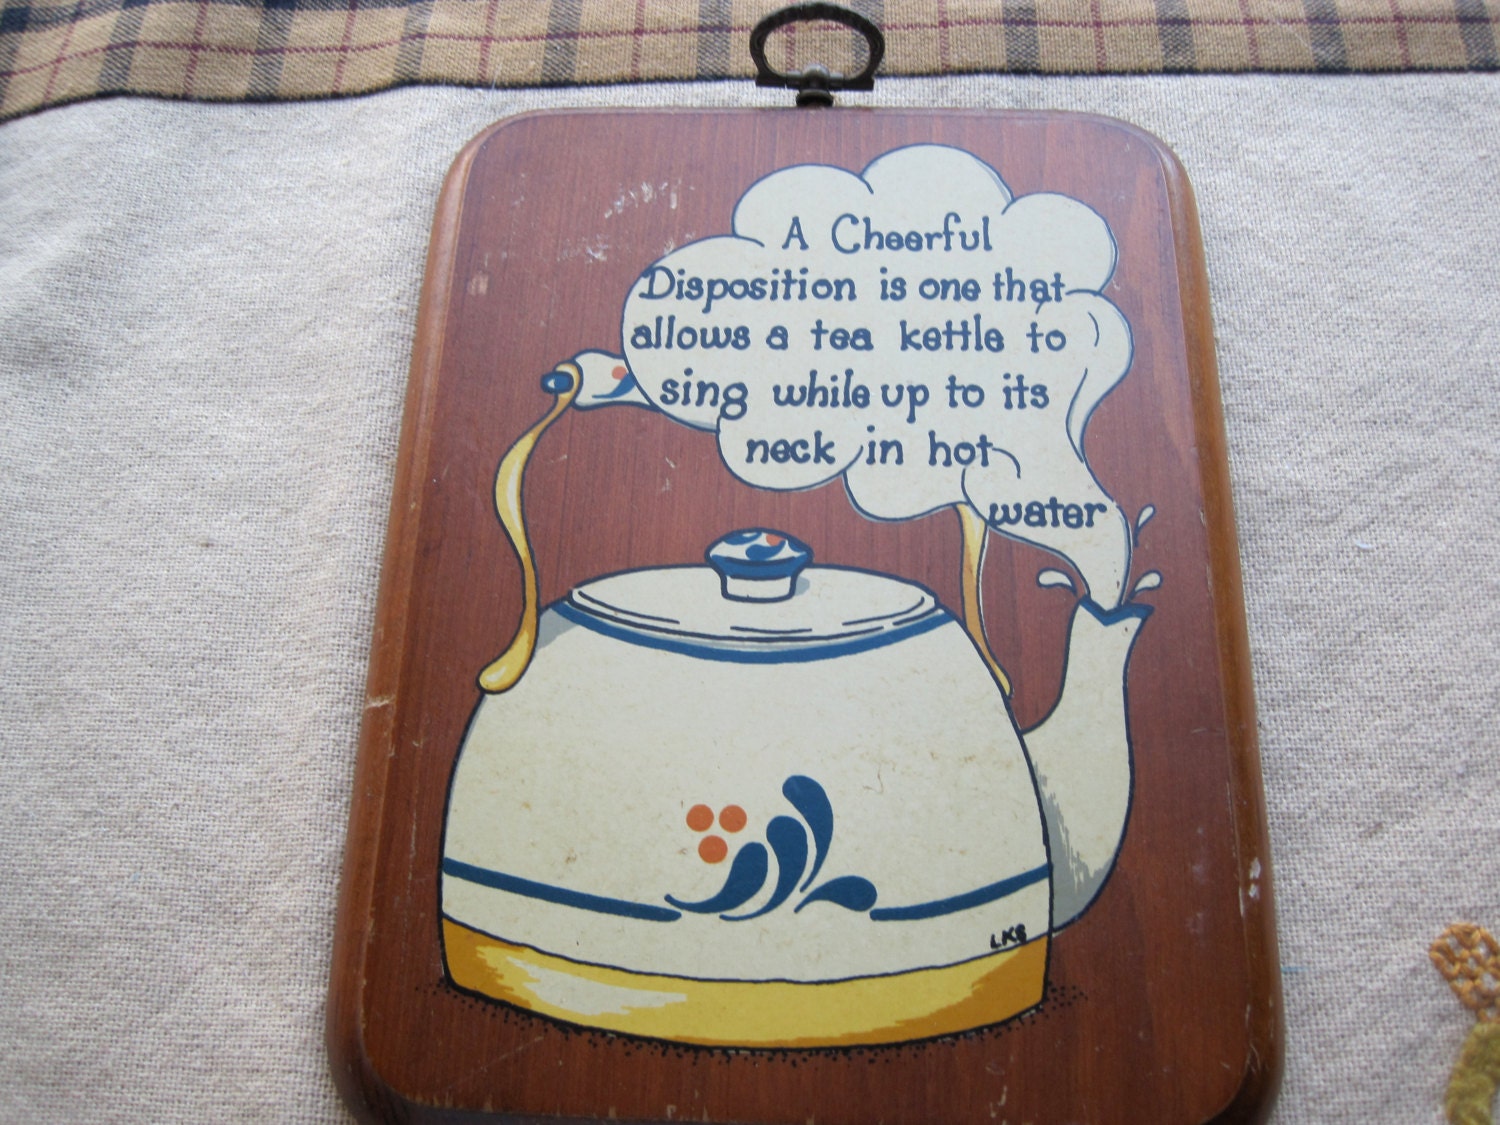 A Cheerful
Disposition is one that
allows a tea kettle to
sing while up to its
neck in hot
water
LKS